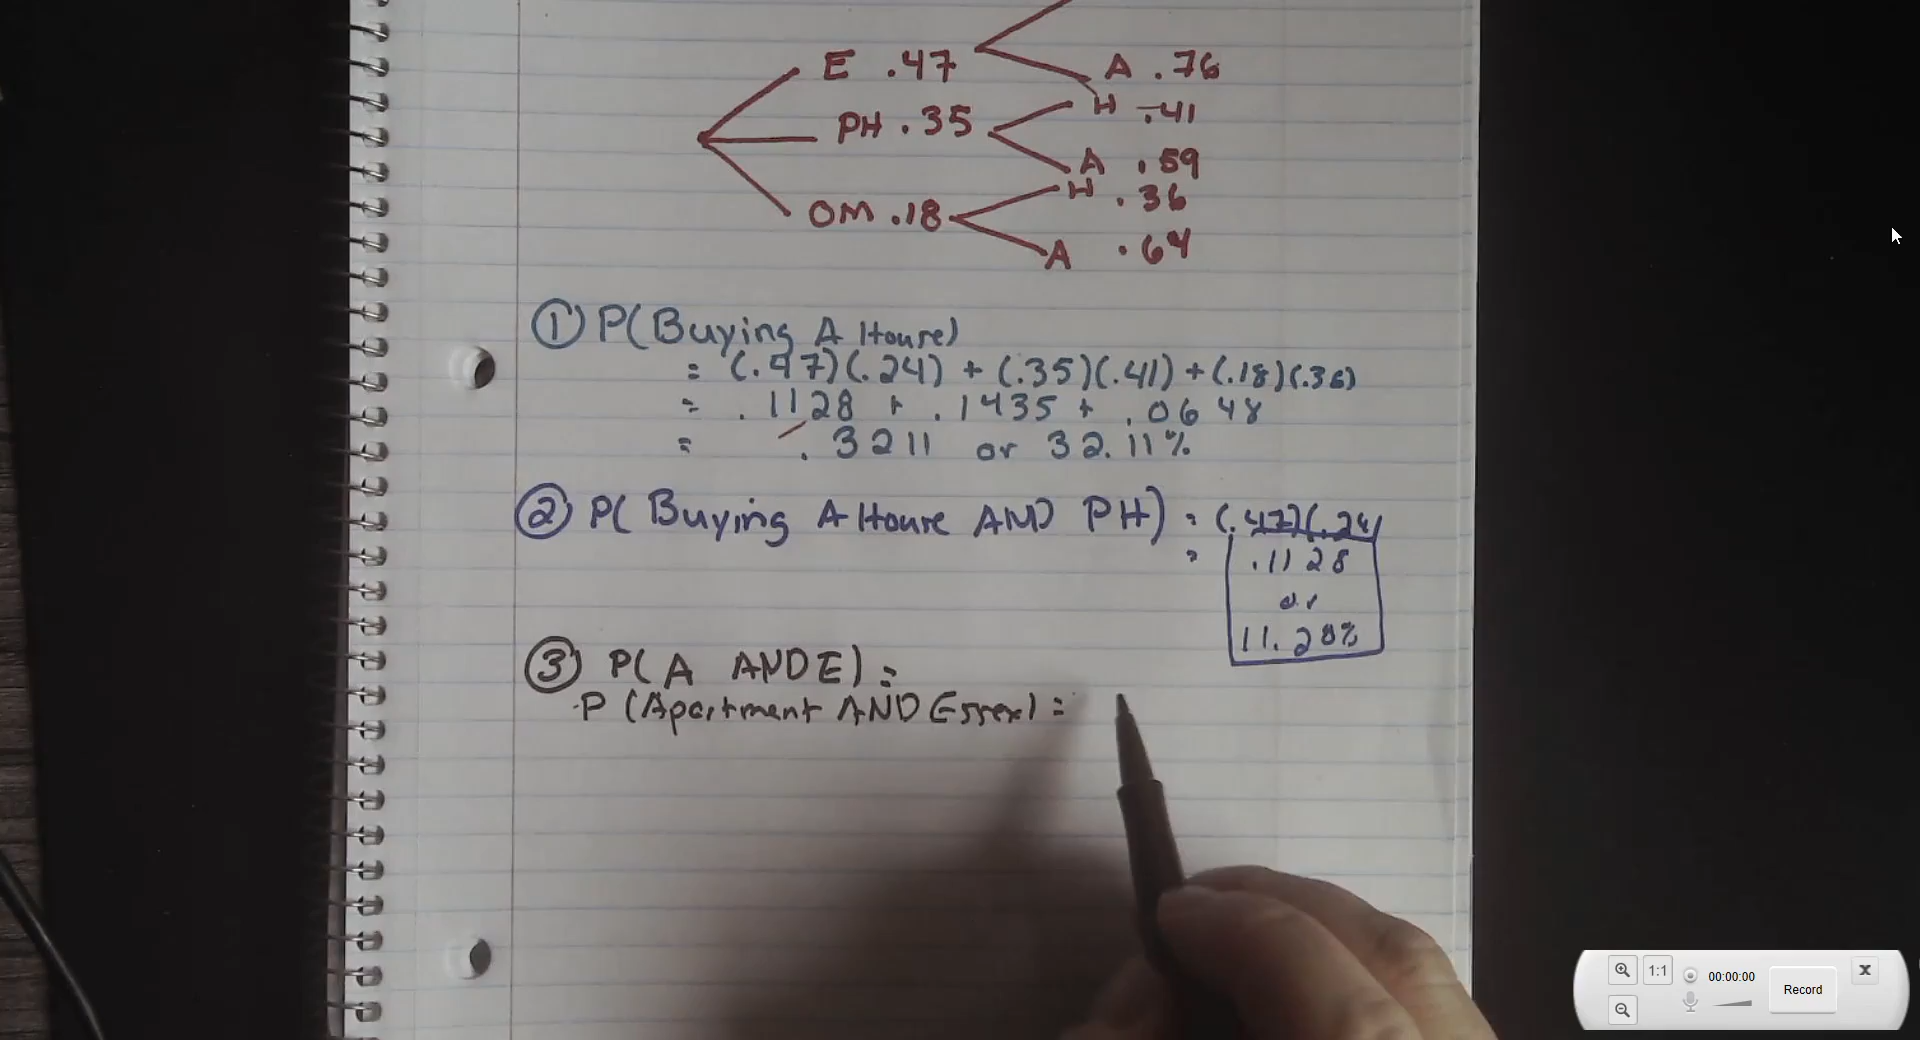 E .47
A .76
H .41
PH .35
A .59
H .36
OM .18
A .64
① P(Buying A House)
= (.47)(.24) + (.35)(.41) + (.18)(.36)
= .1128 + .1435 + .0648
= .3211 or 32.11%
② P(Buying A House AND PH) = (.47)(.24)
= .1128
or
11.28%
③ P(A AND E) =
P(Apartment AND Essex) =
1:1
00:00:00
Record